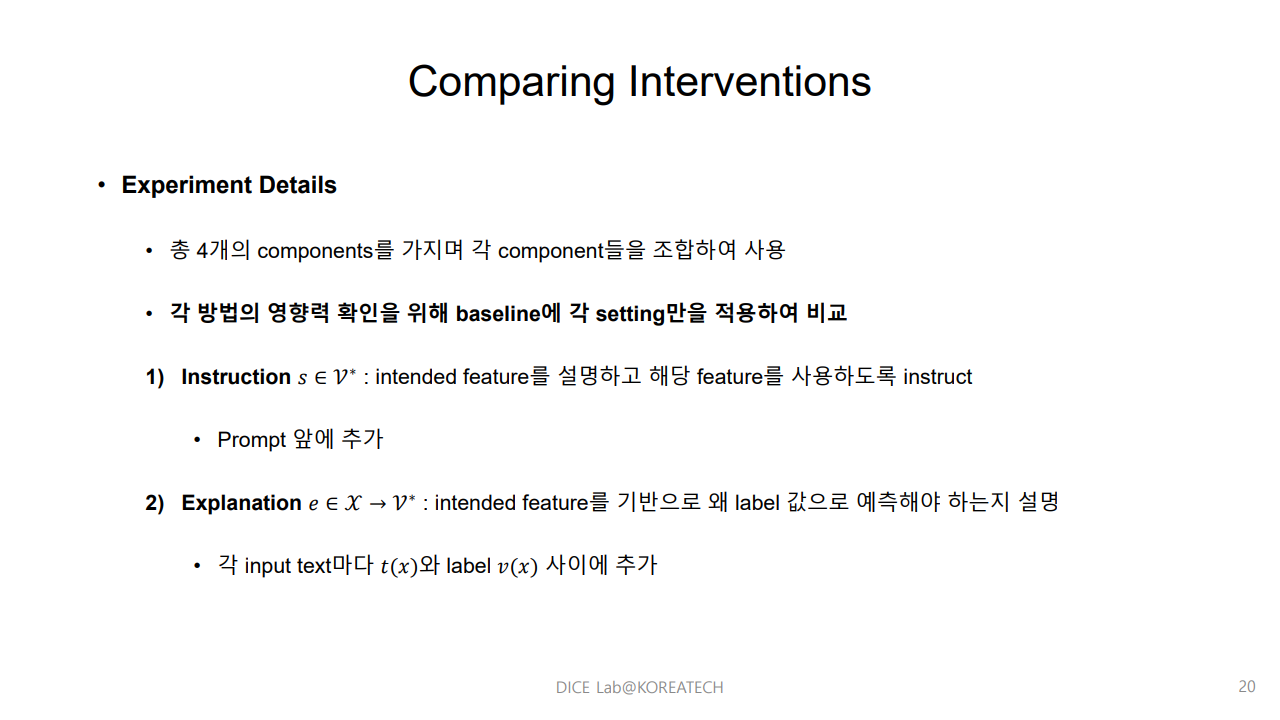 Comparing Interventions
• Experiment Details
• 총 4개의 components를 가지며 각 component들을 조합하여 사용
• 각 방법의 영향력 확인을 위해 baseline에 각 setting만을 적용하여 비교
1) Instruction 𝑠 ∈ 𝒱* : intended feature를 설명하고 해당 feature를 사용하도록 instruct
• Prompt 앞에 추가
2) Explanation 𝑒 ∈ 𝒳 → 𝒱* : intended feature를 기반으로 왜 label 값으로 예측해야 하는지 설명
• 각 input text마다 𝑡(𝑥)와 label 𝑣(𝑥) 사이에 추가
DICE Lab@KOREATECH
20